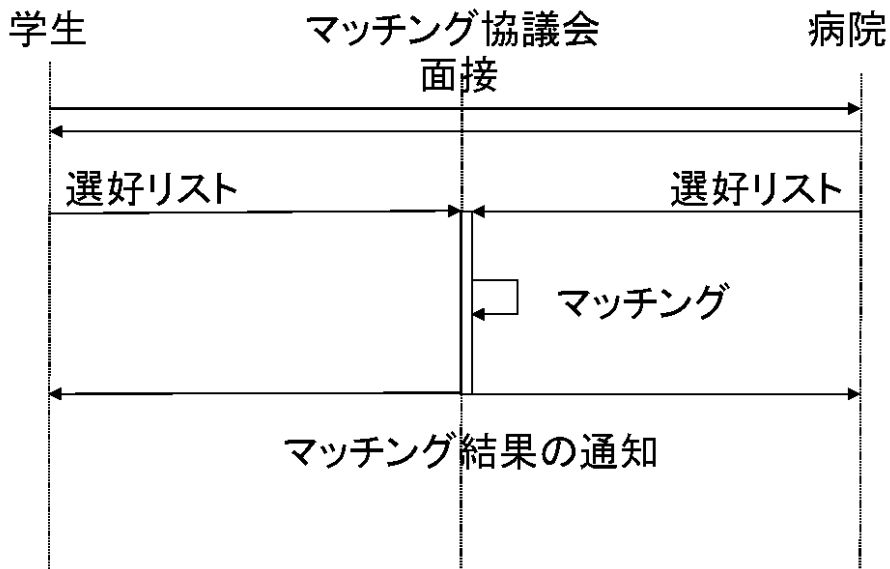 学生 マッチング協議会 病院
面接
選好リスト 選好リスト
マッチング
マッチング結果の通知